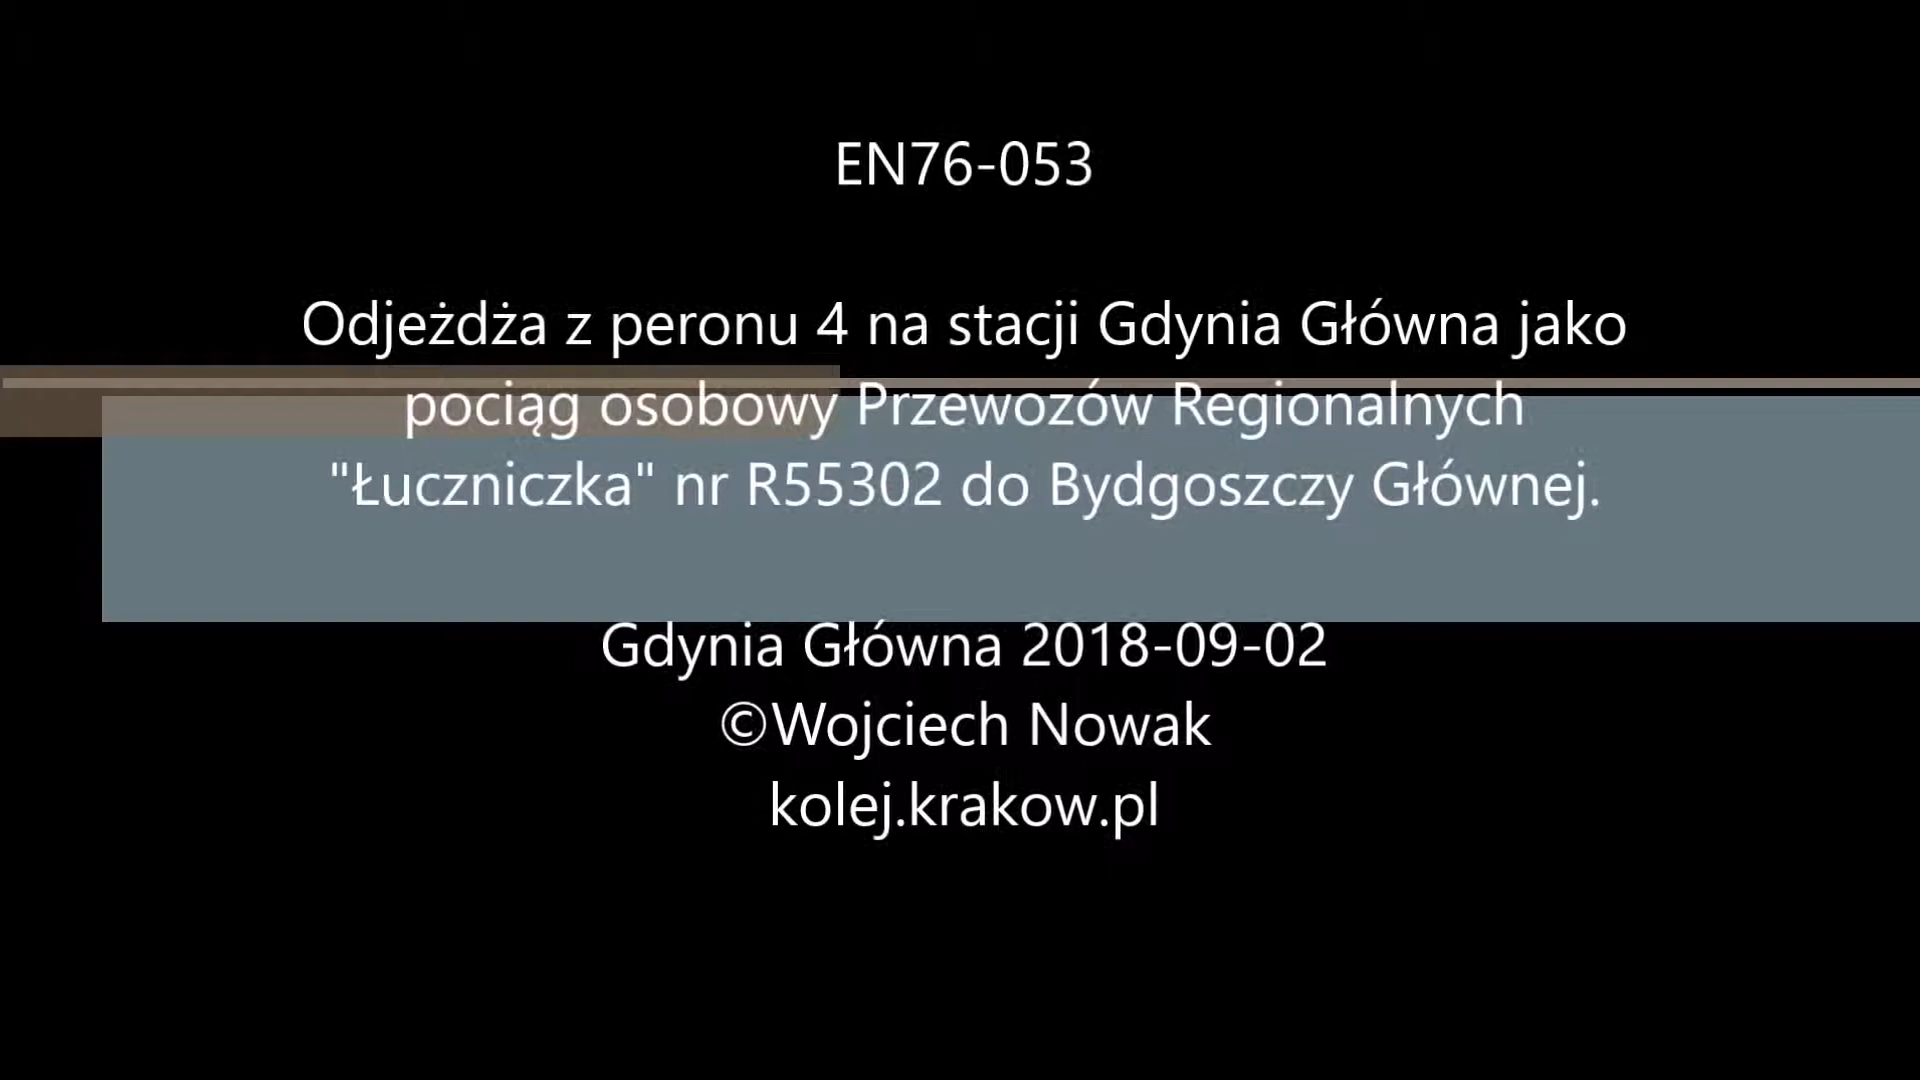 EN76-053
Odjeżdża z peronu 4 na stacji Gdynia Główna jako
pociąg osobowy Przewozów Regionalnych
"Łuczniczka" nr R55302 do Bydgoszczy Głównej.
Gdynia Główna 2018-09-02
©Wojciech Nowak
kolej.krakow.pl